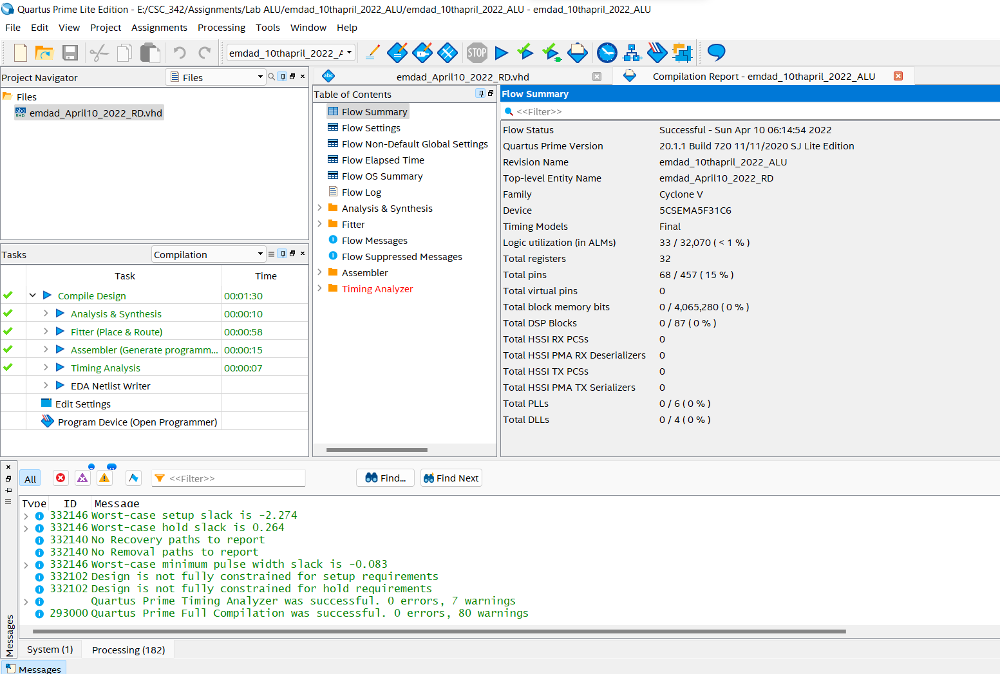 Quartus Prime Lite Edition - E:/CSC_342/Assignments/Lab ALU/emdad_10thapril_2022_ALU/emdad_10thapril_2022_ALU - emdad_10thapril_2022_ALU
File Edit View Project Assignments Processing Tools Window Help
emdad_10thapril_2022_A
STOP
Project Navigator
Files
Files
abc VHD emdad_April10_2022_RD.vhd
Tasks
Compilation
Task Time
Compile Design 00:01:30
Analysis & Synthesis 00:00:10
Fitter (Place & Route) 00:00:58
Assembler (Generate programm... 00:00:15
Timing Analysis 00:00:07
EDA Netlist Writer
Edit Settings
Program Device (Open Programmer)
abc emdad_April10_2022_RD.vhd
Compilation Report - emdad_10thapril_2022_ALU
Table of Contents
Flow Summary
Flow Settings
Flow Non-Default Global Settings
Flow Elapsed Time
Flow OS Summary
Flow Log
Analysis & Synthesis
Fitter
Flow Messages
Flow Suppressed Messages
Assembler
Timing Analyzer
Flow Summary
<<Filter>>
Flow Status Successful - Sun Apr 10 06:14:54 2022
Quartus Prime Version 20.1.1 Build 720 11/11/2020 SJ Lite Edition
Revision Name emdad_10thapril_2022_ALU
Top-level Entity Name emdad_April10_2022_RD
Family Cyclone V
Device 5CSEMA5F31C6
Timing Models Final
Logic utilization (in ALMs) 33 / 32,070 ( < 1 % )
Total registers 32
Total pins 68 / 457 ( 15 % )
Total virtual pins 0
Total block memory bits 0 / 4,065,280 ( 0 % )
Total DSP Blocks 0 / 87 ( 0 % )
Total HSSI RX PCSs 0
Total HSSI PMA RX Deserializers 0
Total HSSI TX PCSs 0
Total HSSI PMA TX Serializers 0
Total PLLs 0 / 6 ( 0 % )
Total DLLs 0 / 4 ( 0 % )
All
<<Filter>>
Find...
Find Next
Type ID Message
332146 Worst-case setup slack is -2.274
332146 Worst-case hold slack is 0.264
332140 No Recovery paths to report
332140 No Removal paths to report
332146 Worst-case minimum pulse width slack is -0.083
332102 Design is not fully constrained for setup requirements
332102 Design is not fully constrained for hold requirements
Quartus Prime Timing Analyzer was successful. 0 errors, 7 warnings
293000 Quartus Prime Full Compilation was successful. 0 errors, 80 warnings
Messages
System (1) Processing (182)
Messages